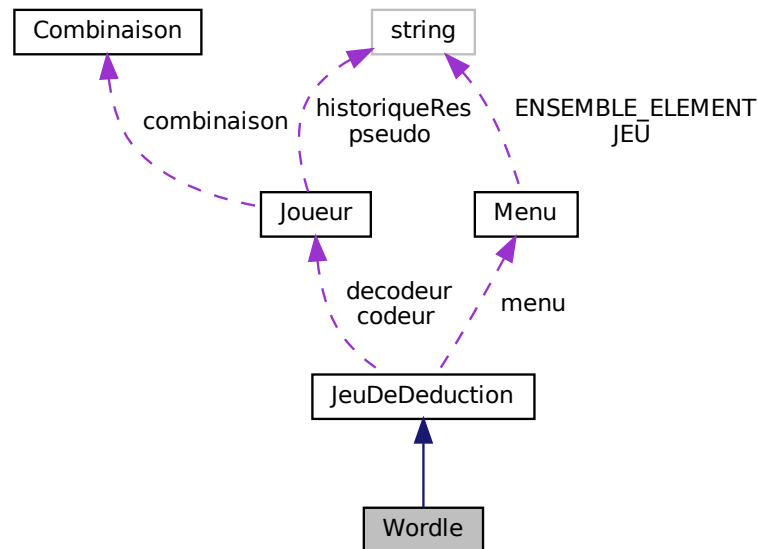 Combinaison
string
combinaison
historiqueRes
pseudo
ENSEMBLE_ELEMENT
JEU
Joueur
Menu
decodeur
codeur
menu
JeuDeDeduction
Wordle